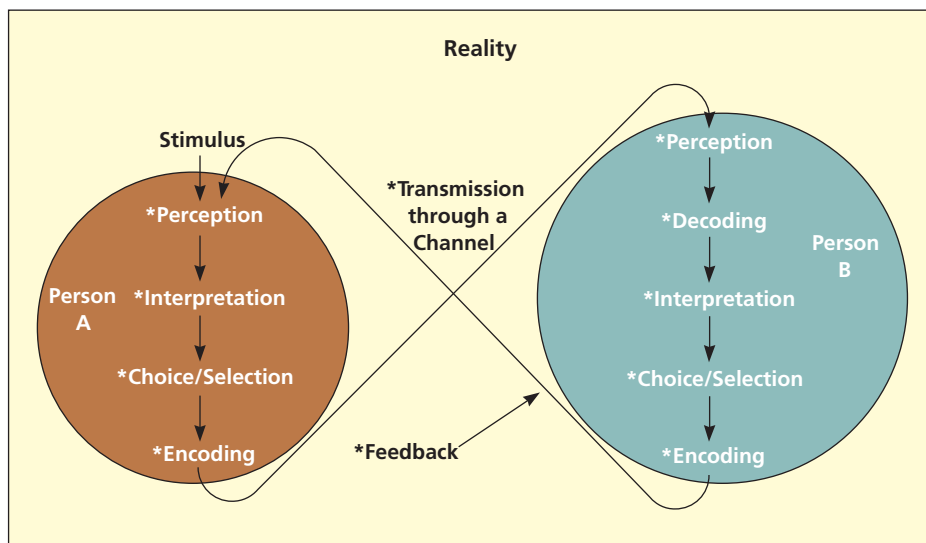 Reality
Stimulus
*Perception
Person
A
*Interpretation
*Choice/Selection
*Encoding
*Transmission
through a
Channel
*Feedback
*Perception
*Decoding
Person
B
*Interpretation
*Choice/Selection
*Encoding